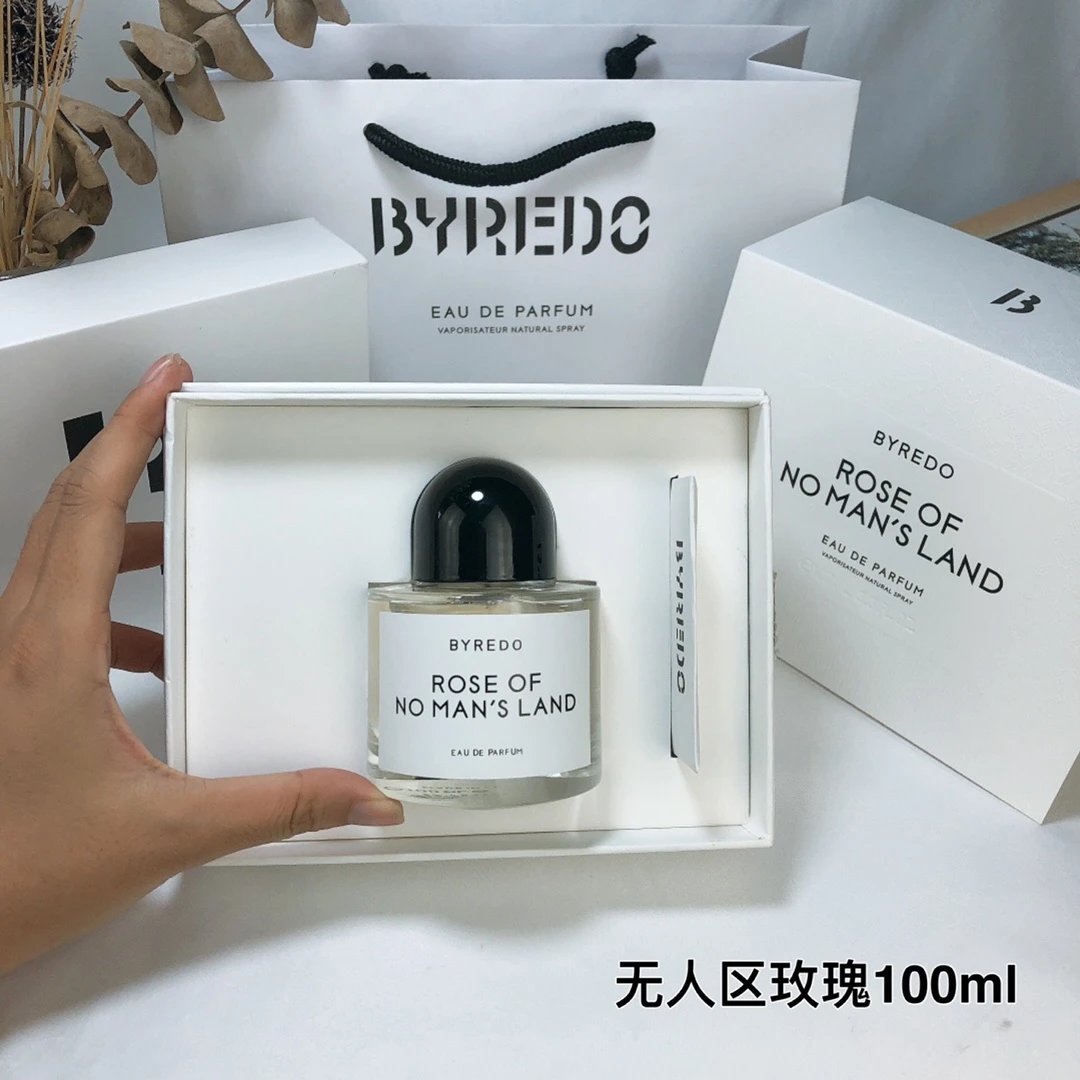 BYREDO
EAU DE PARFUM
VAPORISATEUR NATURAL SPRAY
B
BYREDO
ROSE OF
NO MAN'S LAND
EAU DE PARFUM
VAPORISATEUR NATURAL SPRAY
BYREDO
BYREDO
ROSE OF
NO MAN'S LAND
EAU DE PARFUM
无人区玫瑰100ml